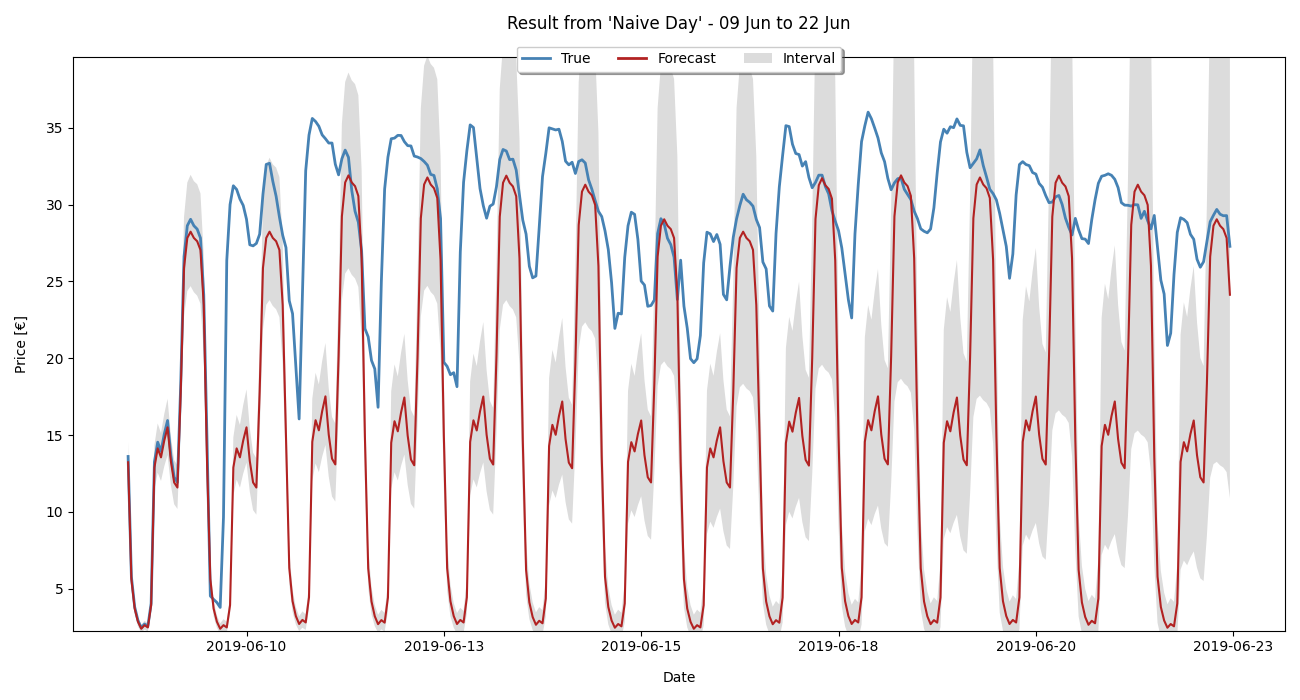 Result from 'Naive Day' - 09 Jun to 22 Jun
True Forecast Interval
35
30
25
20
15
10
5
Price [€]
2019-06-10 2019-06-13 2019-06-15 2019-06-18 2019-06-20 2019-06-23
Date